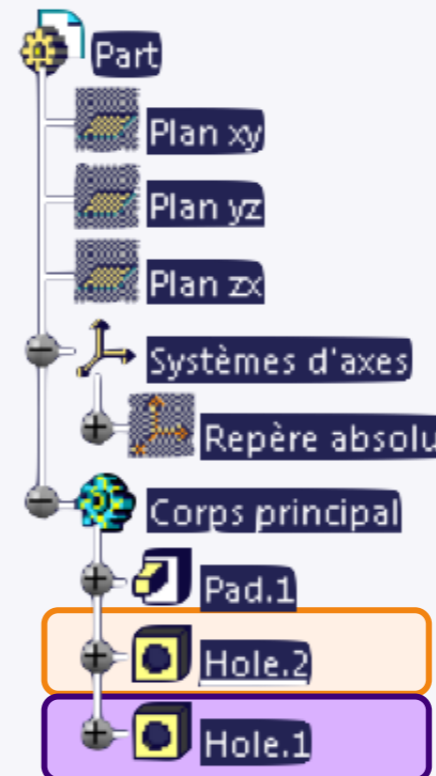 Part
Plan xy
Plan yz
Plan zx
Systèmes d'axes
Repère absolu
Corps principal
Pad.1
Hole.2
Hole.1